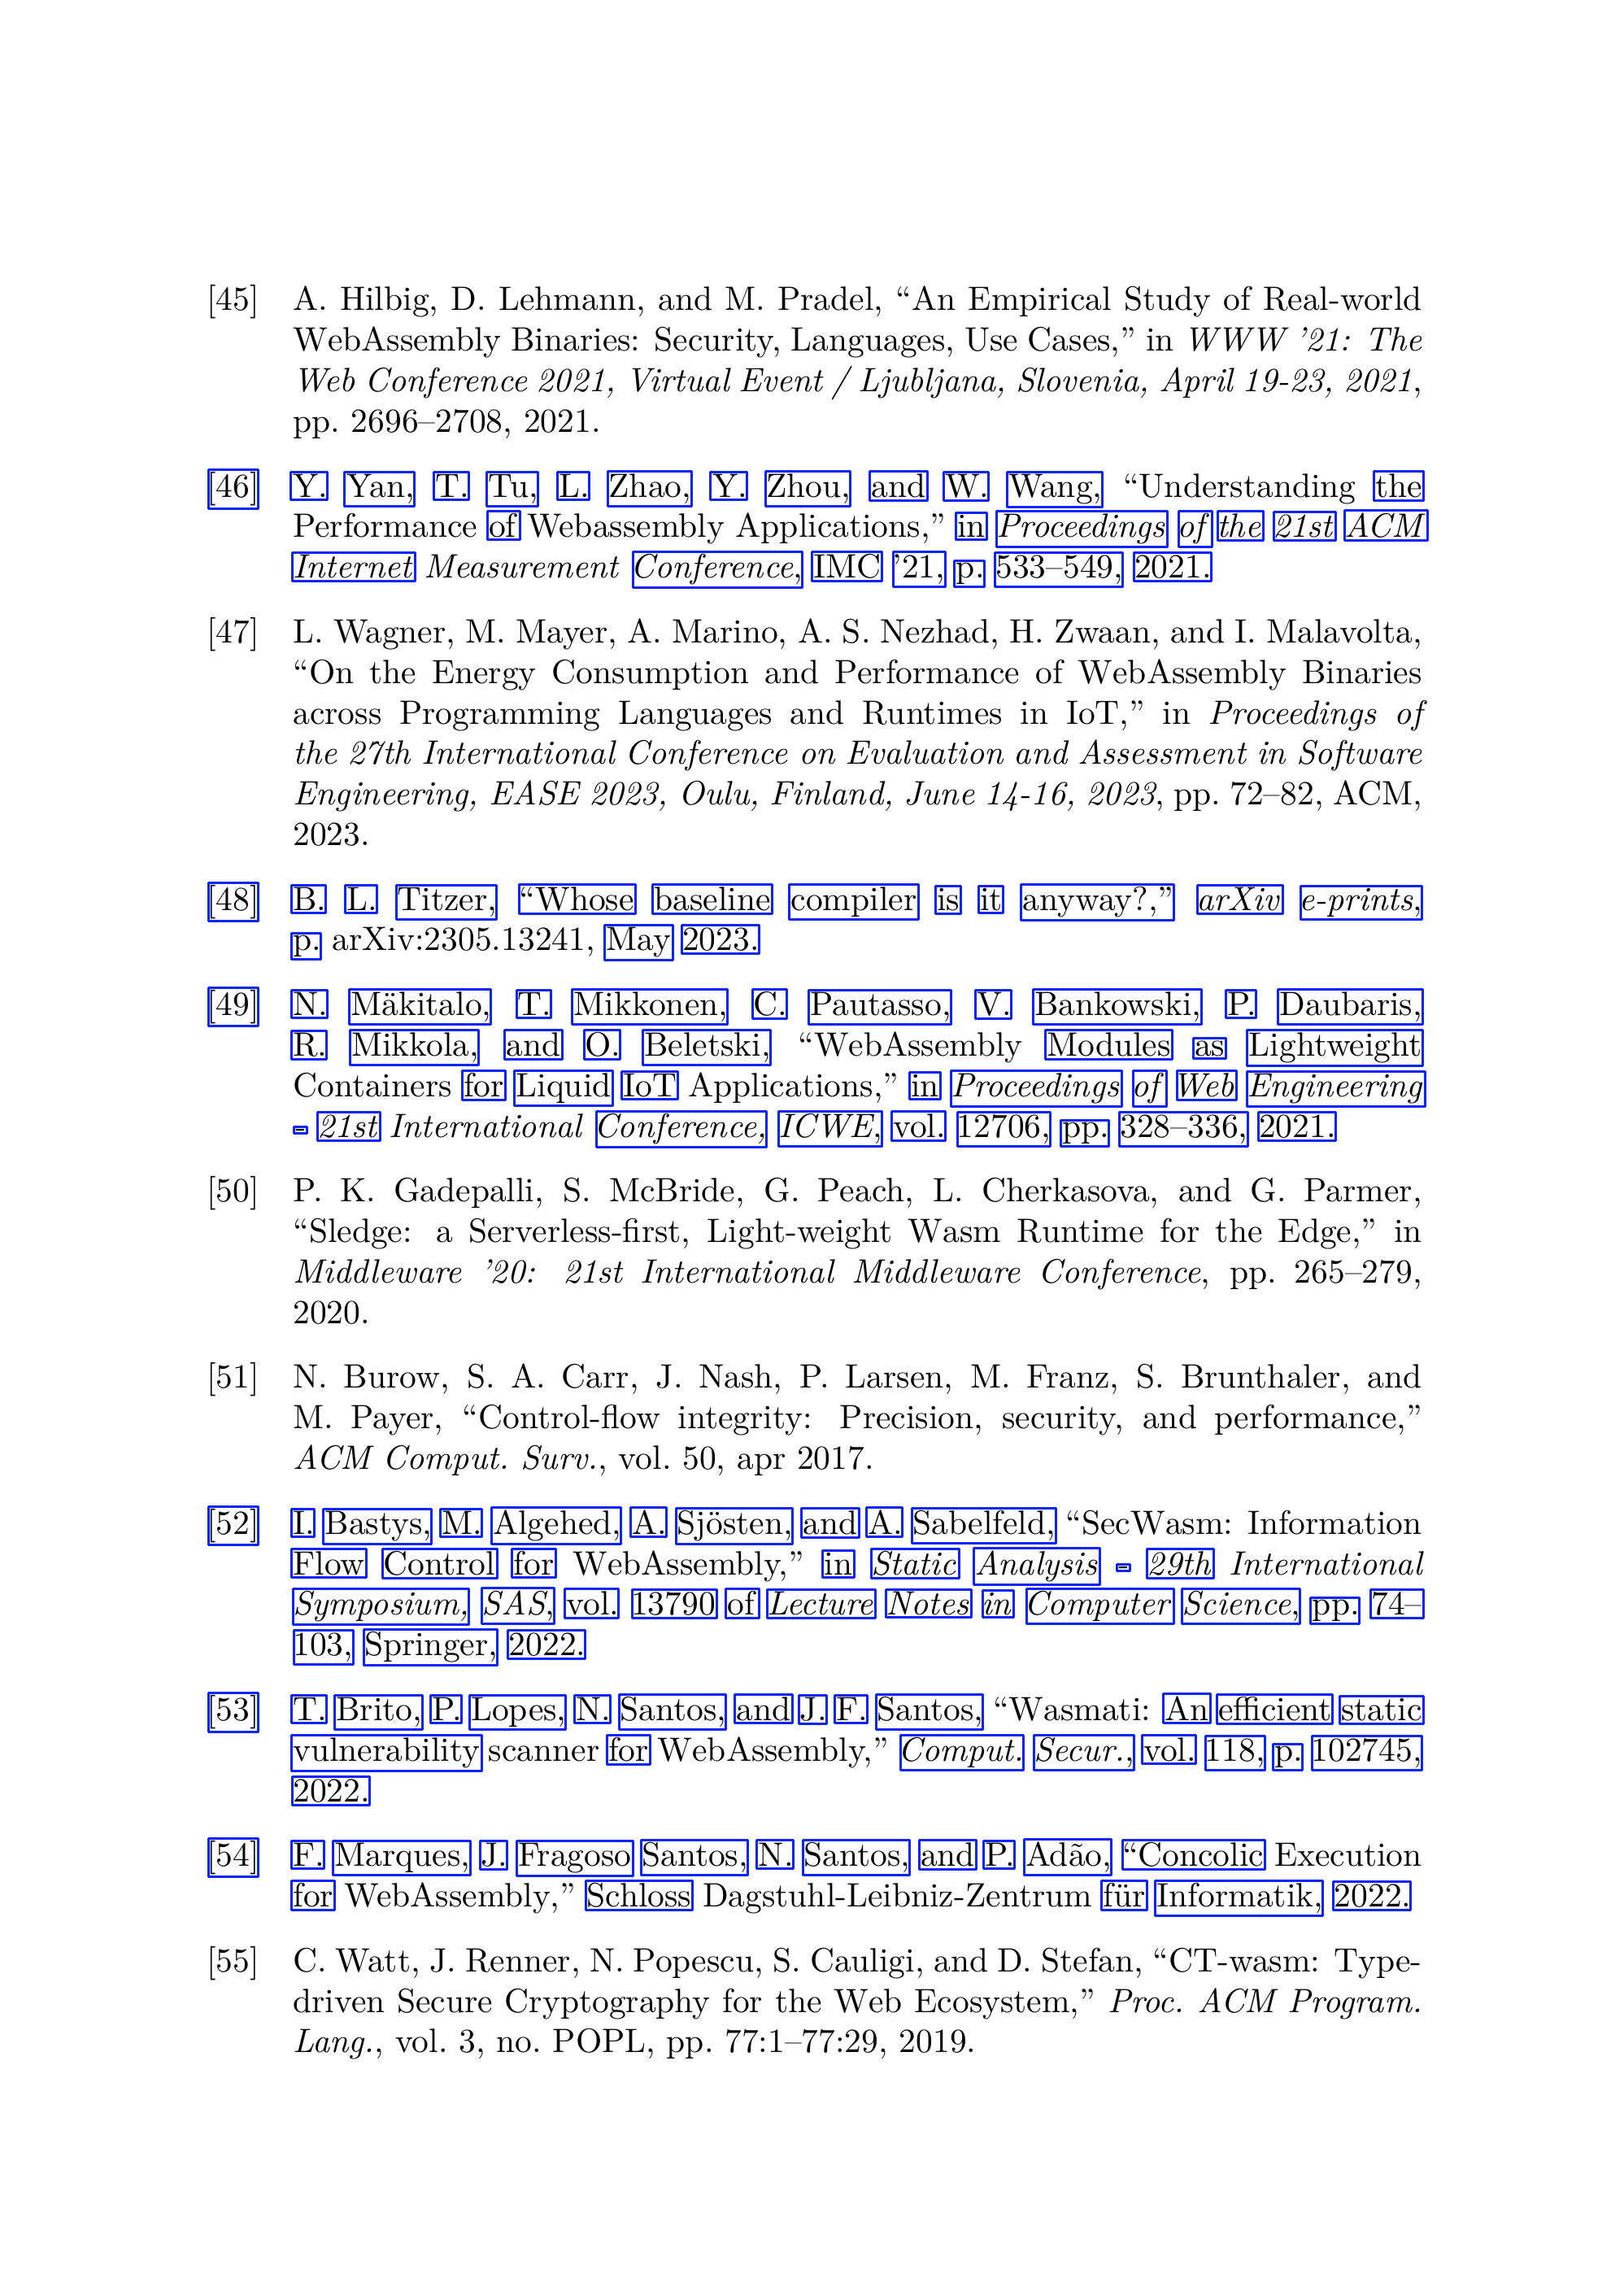 [45] A. Hilbig, D. Lehmann, and M. Pradel, “An Empirical Study of Real-world
WebAssembly Binaries: Security, Languages, Use Cases,” in WWW ’21: The
Web Conference 2021, Virtual Event / Ljubljana, Slovenia, April 19-23, 2021,
pp. 2696–2708, 2021.
[46] Y. Yan, T. Tu, L. Zhao, Y. Zhou, and W. Wang, “Understanding the
Performance of Webassembly Applications,” in Proceedings of the 21st ACM
Internet Measurement Conference, IMC ’21, p. 533–549, 2021.
[47] L. Wagner, M. Mayer, A. Marino, A. S. Nezhad, H. Zwaan, and I. Malavolta,
“On the Energy Consumption and Performance of WebAssembly Binaries
across Programming Languages and Runtimes in IoT,” in Proceedings of
the 27th International Conference on Evaluation and Assessment in Software
Engineering, EASE 2023, Oulu, Finland, June 14-16, 2023, pp. 72–82, ACM,
2023.
[48] B. L. Titzer, “Whose baseline compiler is it anyway?,” arXiv e-prints,
p. arXiv:2305.13241, May 2023.
[49] N. Mäkitalo, T. Mikkonen, C. Pautasso, V. Bankowski, P. Daubaris,
R. Mikkola, and O. Beletski, “WebAssembly Modules as Lightweight
Containers for Liquid IoT Applications,” in Proceedings of Web Engineering
- 21st International Conference, ICWE, vol. 12706, pp. 328–336, 2021.
[50] P. K. Gadepalli, S. McBride, G. Peach, L. Cherkasova, and G. Parmer,
“Sledge: a Serverless-first, Light-weight Wasm Runtime for the Edge,” in
Middleware ’20: 21st International Middleware Conference, pp. 265–279,
2020.
[51] N. Burow, S. A. Carr, J. Nash, P. Larsen, M. Franz, S. Brunthaler, and
M. Payer, “Control-flow integrity: Precision, security, and performance,”
ACM Comput. Surv., vol. 50, apr 2017.
[52] I. Bastys, M. Algehed, A. Sjösten, and A. Sabelfeld, “SecWasm: Information
Flow Control for WebAssembly,” in Static Analysis - 29th International
Symposium, SAS, vol. 13790 of Lecture Notes in Computer Science, pp. 74–
103, Springer, 2022.
[53] T. Brito, P. Lopes, N. Santos, and J. F. Santos, “Wasmati: An efficient static
vulnerability scanner for WebAssembly,” Comput. Secur., vol. 118, p. 102745,
2022.
[54] F. Marques, J. Fragoso Santos, N. Santos, and P. Adão, “Concolic Execution
for WebAssembly,” Schloss Dagstuhl-Leibniz-Zentrum für Informatik, 2022.
[55] C. Watt, J. Renner, N. Popescu, S. Cauligi, and D. Stefan, “CT-wasm: Type-
driven Secure Cryptography for the Web Ecosystem,” Proc. ACM Program.
Lang., vol. 3, no. POPL, pp. 77:1–77:29, 2019.